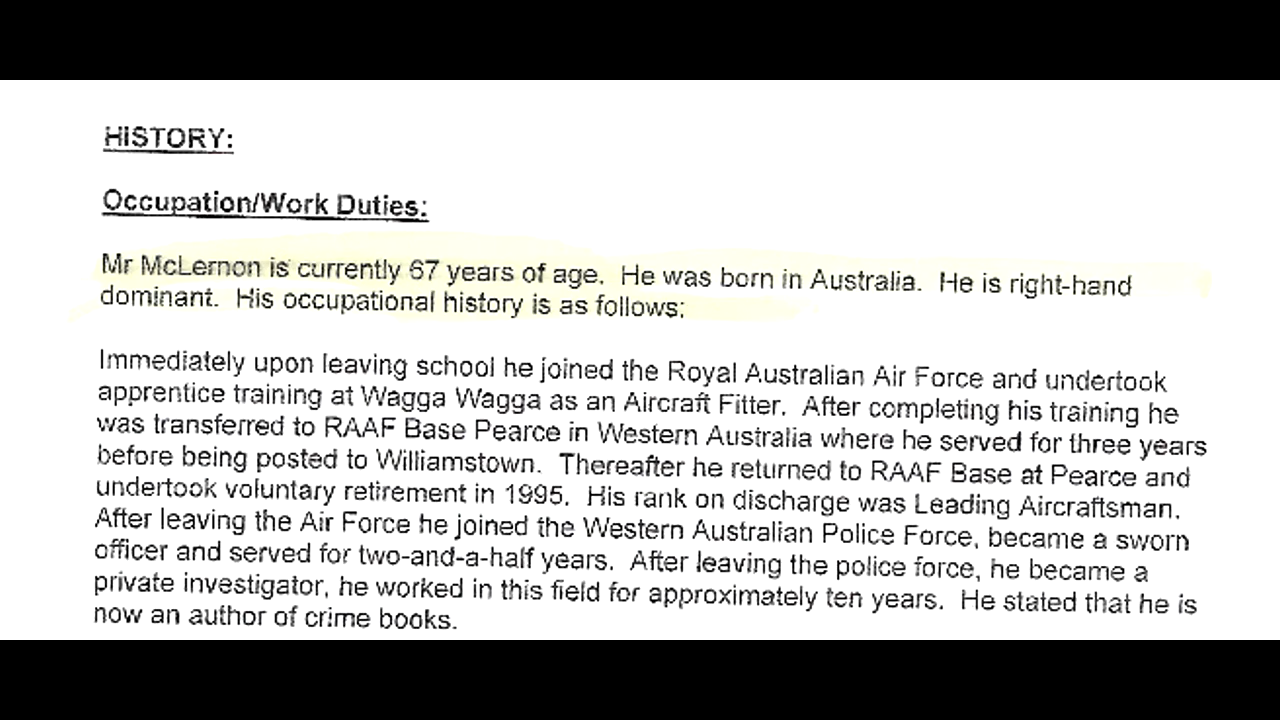 HISTORY:
Occupation/Work Duties:
Mr McLernon is currently 67 years of age. He was born in Australia. He is right-hand
dominant. His occupational history is as follows:
Immediately upon leaving school he joined the Royal Australian Air Force and undertook
apprentice training at Wagga Wagga as an Aircraft Fitter. After completing his training he
was transferred to RAAF Base Pearce in Western Australia where he served for three years
before being posted to Williamstown. Thereafter he returned to RAAF Base at Pearce and
undertook voluntary retirement in 1995. His rank on discharge was Leading Aircraftsman.
After leaving the Air Force he joined the Western Australian Police Force, became a sworn
officer and served for two-and-a-half years. After leaving the police force, he became a
private investigator, he worked in this field for approximately ten years. He stated that he is
now an author of crime books.